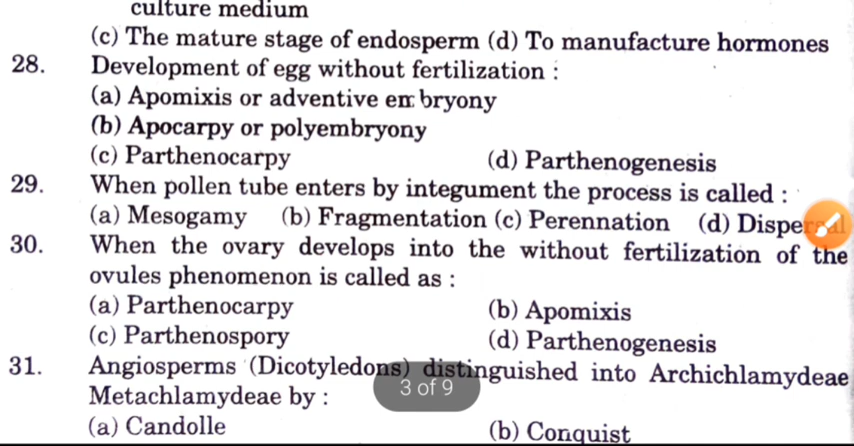 culture medium
(c) The mature stage of endosperm (d) To manufacture hormones
28. Development of egg without fertilization :
(a) Apomixis or adventive embryony
(b) Apocarpy or polyembryony
(c) Parthenocarpy (d) Parthenogenesis
29. When pollen tube enters by integument the process is called :
(a) Mesogamy (b) Fragmentation (c) Perennation (d) Dispersal
30. When the ovary develops into the without fertilization of the
ovules phenomenon is called as :
(a) Parthenocarpy (b) Apomixis
(c) Parthenospory (d) Parthenogenesis
31. Angiosperms (Dicotyledons) distinguished into Archichlamydeae
3 of 9
Metachlamydeae by :
(a) Candolle (b) Conquist